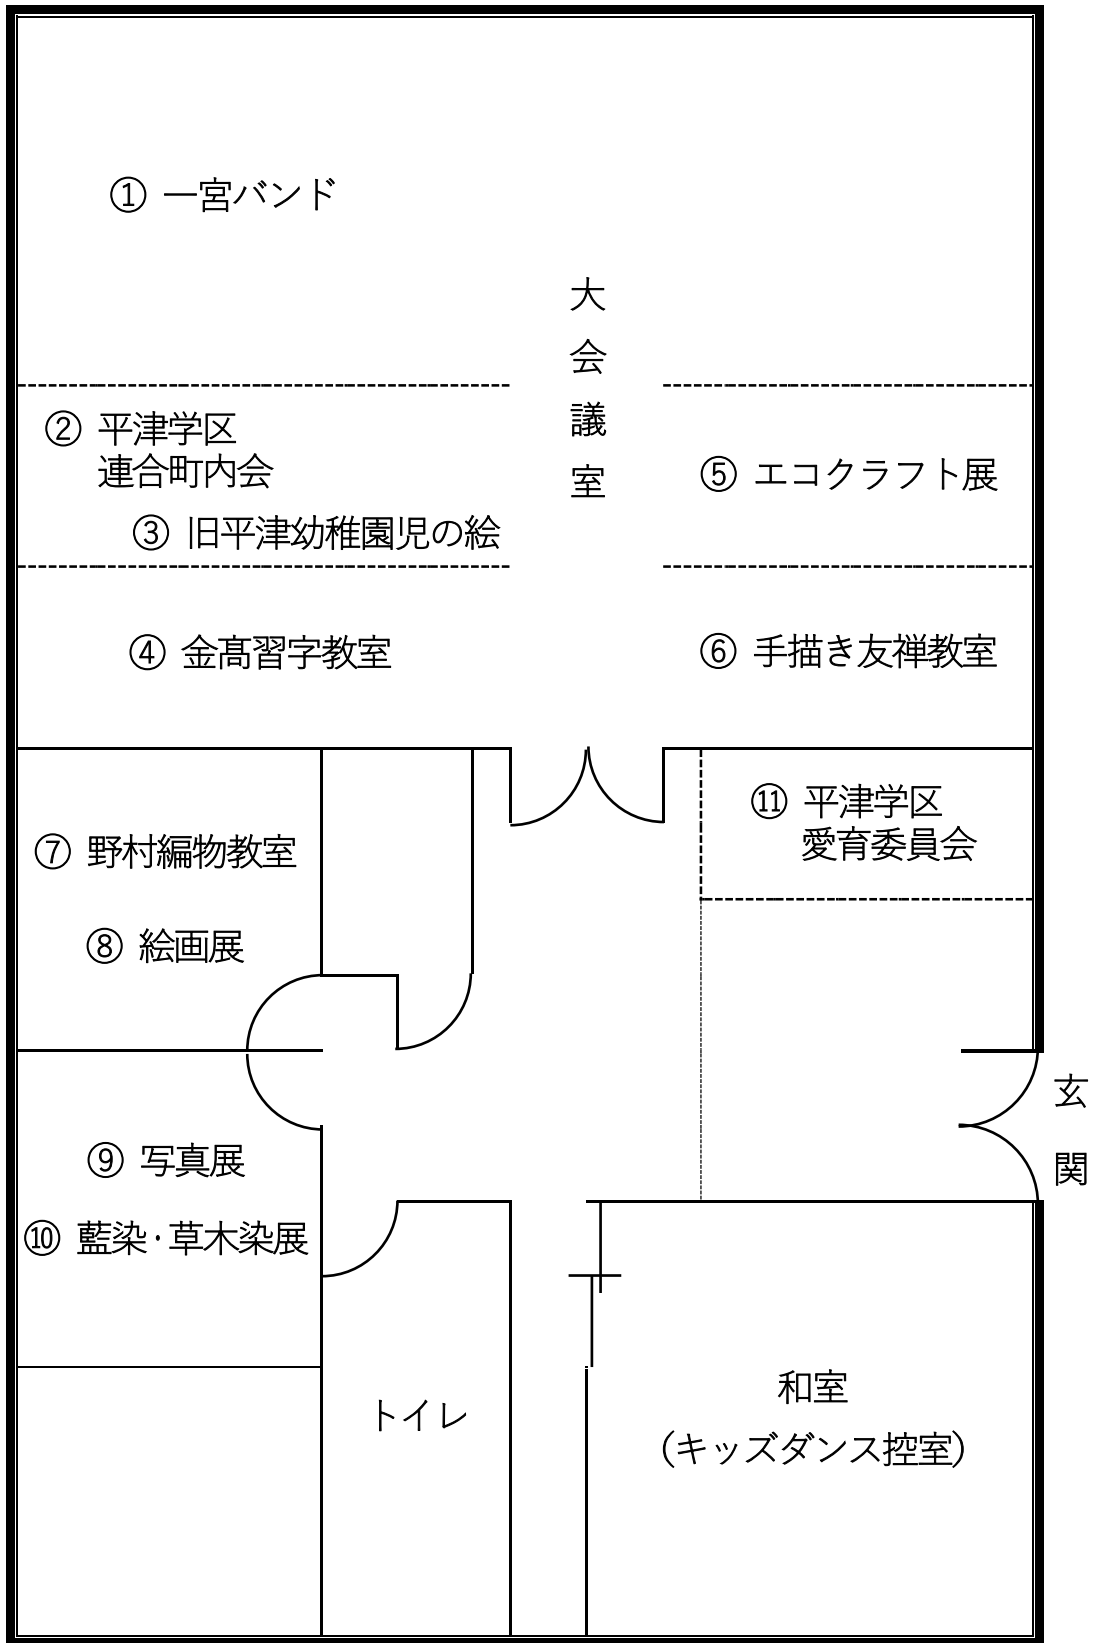 ① 一宮バンド
大会議室
② 平津学区
連合町内会
③ 旧平津幼稚園児の絵
④ 金髙習字教室
⑤ エコクラフト展
⑥ 手描き友禅教室
⑦ 野村編物教室
⑧ 絵画展
⑪ 平津学区
愛育委員会
玄関
⑨ 写真展
⑩ 藍染・草木染展
トイレ
和室
(キッズダンス控室)